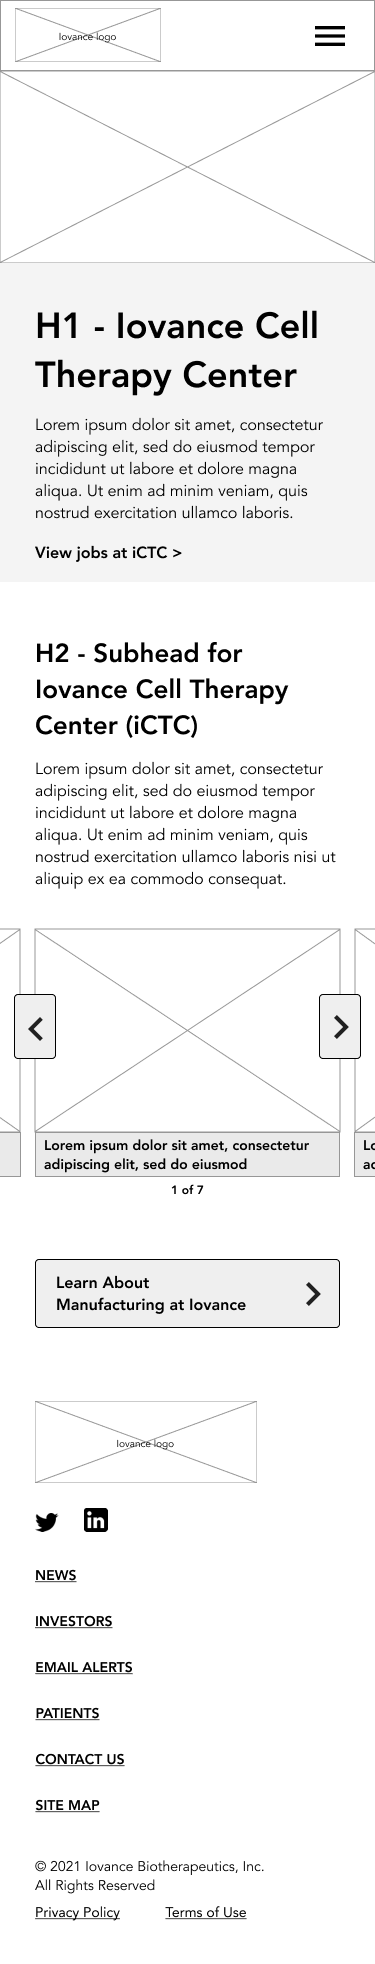 Iovance logo
H1 - Iovance Cell
Therapy Center
Lorem ipsum dolor sit amet, consectetur
adipiscing elit, sed do eiusmod tempor
incididunt ut labore et dolore magna
aliqua. Ut enim ad minim veniam, quis
nostrud exercitation ullamco laboris.
View jobs at iCTC >
H2 - Subhead for
Iovance Cell Therapy
Center (iCTC)
Lorem ipsum dolor sit amet, consectetur
adipiscing elit, sed do eiusmod tempor
incididunt ut labore et dolore magna
aliqua. Ut enim ad minim veniam, quis
nostrud exercitation ullamco laboris nisi ut
aliquip ex ea commodo consequat.
Lorem ipsum dolor sit amet, consectetur
adipiscing elit, sed do eiusmod
1 of 7
Learn About
Manufacturing at Iovance
Iovance logo
in
NEWS
INVESTORS
EMAIL ALERTS
PATIENTS
CONTACT US
SITE MAP
© 2021 Iovance Biotherapeutics, Inc.
All Rights Reserved
Privacy Policy Terms of Use